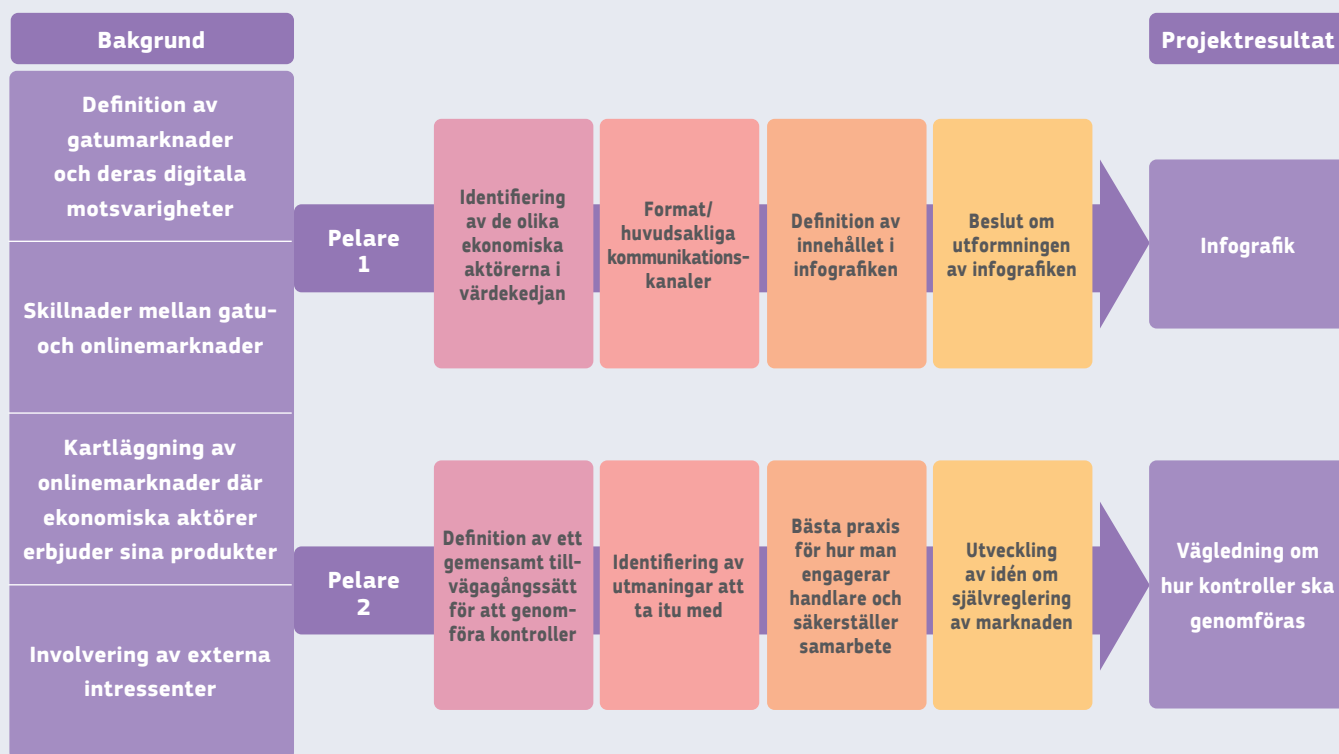 Bakgrund
Definition av
gatumarknader
och deras digitala
motsvarigheter
Skillnader mellan gatu-
och onlinemarknader
Kartläggning av
onlinemarknader där
ekonomiska aktörer
erbjuder sina produkter
Involvering av externa
intressenter
Pelare
1
Identifiering
av de olika
ekonomiska
aktörerna i
värdekedjan
Format/
huvudsakliga
kommunikations-
kanaler
Definition av
innehållet i
infografiken
Beslut om
utformningen
av infografiken
Pelare
2
Definition av ett
gemensamt till-
vägagångssätt
för att genom-
föra kontroller
Identifiering av
utmaningar att
ta itu med
Bästa praxis
för hur man
engagerar
handlare och
säkerställer
samarbete
Utveckling
av idén om
självreglering
av marknaden
Projektresultat
Infografik
Vägledning om
hur kontroller ska
genomföras